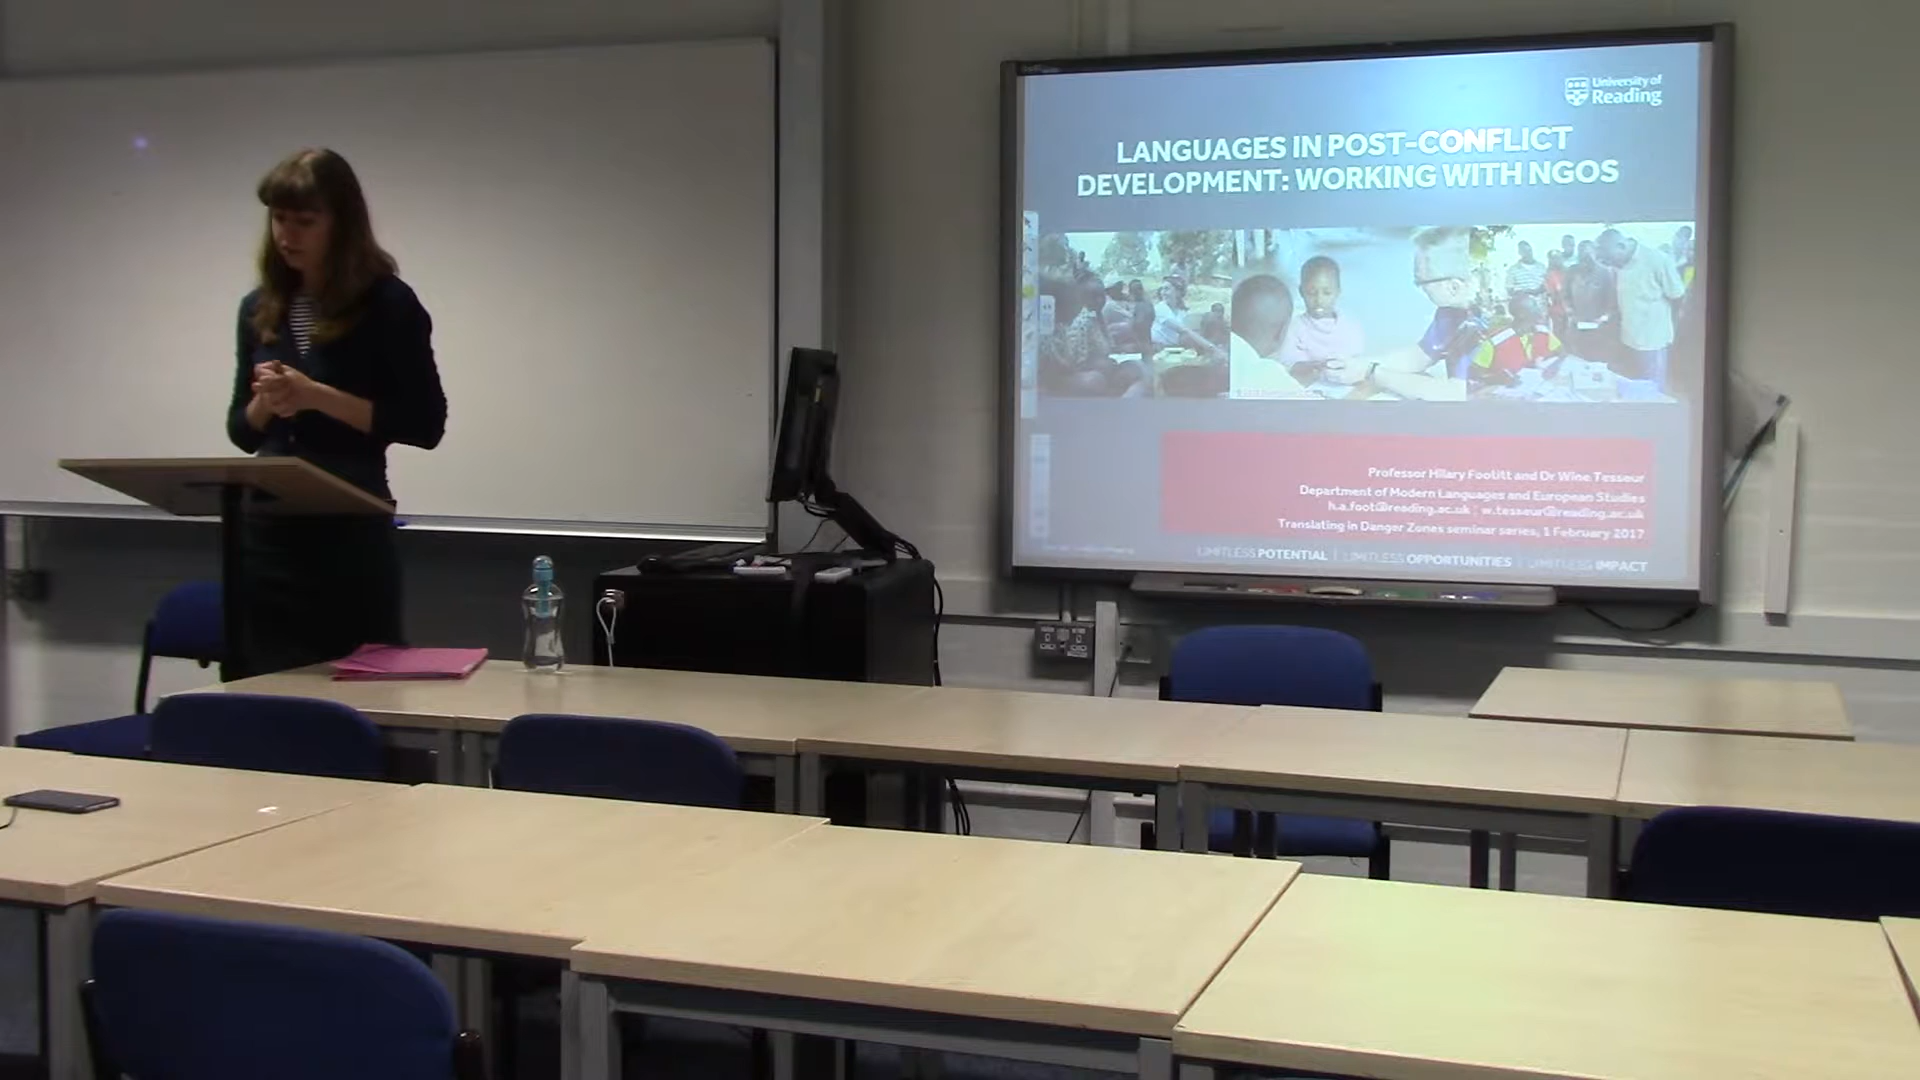 University of
Reading
LANGUAGES IN POST-CONFLICT
DEVELOPMENT: WORKING WITH NGOS
Professor Hilary Footitt and Dr Wine Tesseur
Department of Modern Languages and European Studies
h.a.foot@reading.ac.uk | w.tesseur@reading.ac.uk
Translating in Danger Zones seminar series, 1 February 2017
LIMITLESS POTENTIAL | LIMITLESS OPPORTUNITIES | LIMITLESS IMPACT